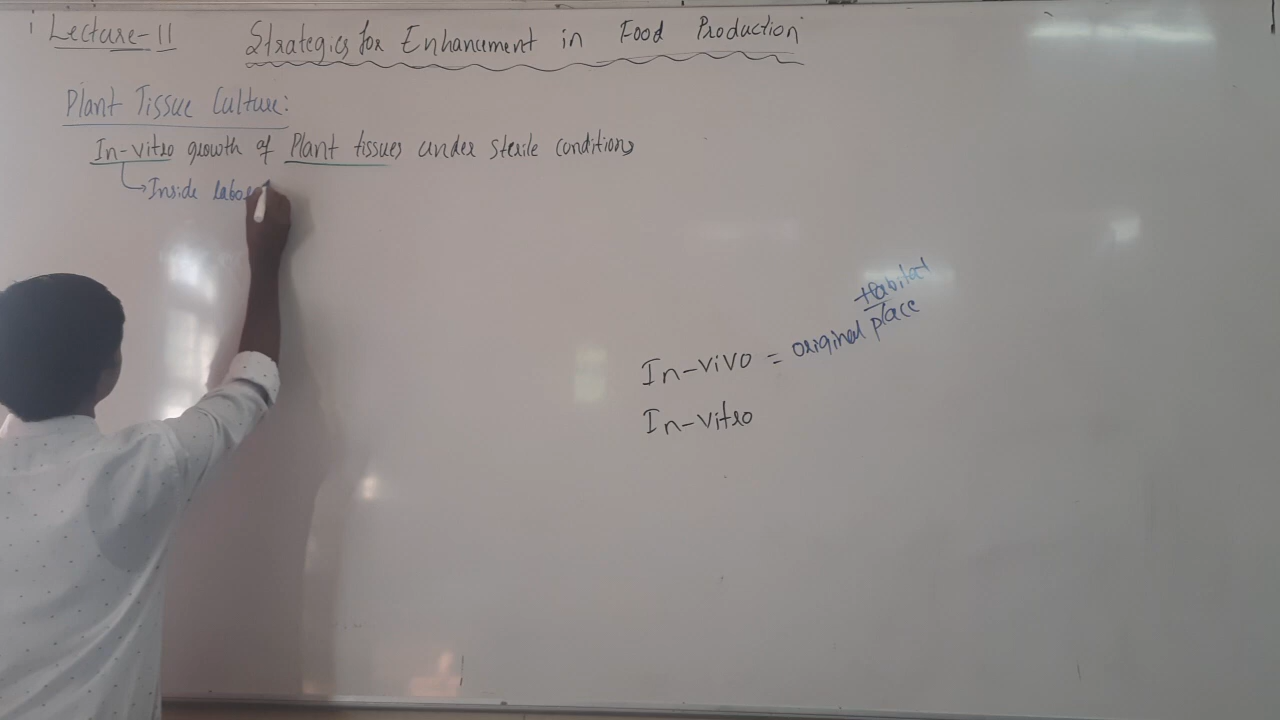 Lecture-11
Strategies for Enhancement in Food Production
Plant Tissue Culture:
In-vitro growth of Plant tissues under sterile conditions
Inside
Habitat
In-vivo = original place
In-vitro